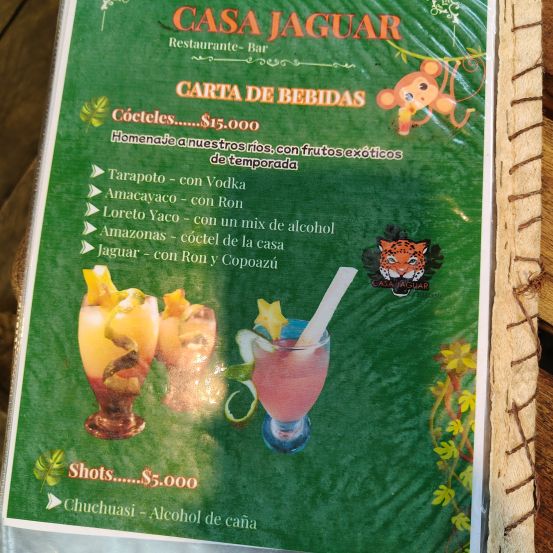 CASA JAGUAR
Restaurante- Bar
CARTA DE BEBIDAS
Cócteles......$15.000
Homenaje a nuestros ríos, con frutos exóticos
de temporada
Tarapoto - con Vodka
Amacayaco - con Ron
Loreto Yaco - con un mix de alcohol
Amazonas - cóctel de la casa
Jaguar - con Ron y Copoazú
CASA JAGUAR
Shots......$5.000
Chuchuasi - Alcohol de caña